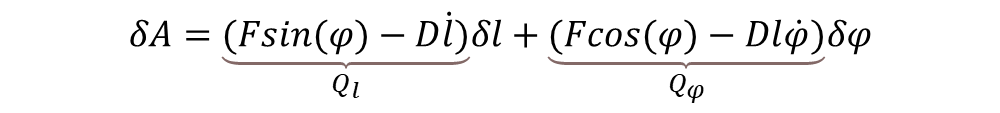 δA = (Fsin(φ) − Dl̇)δl + (Fcos(φ) − Dlφ̇)δφ
Q_l Q_φ